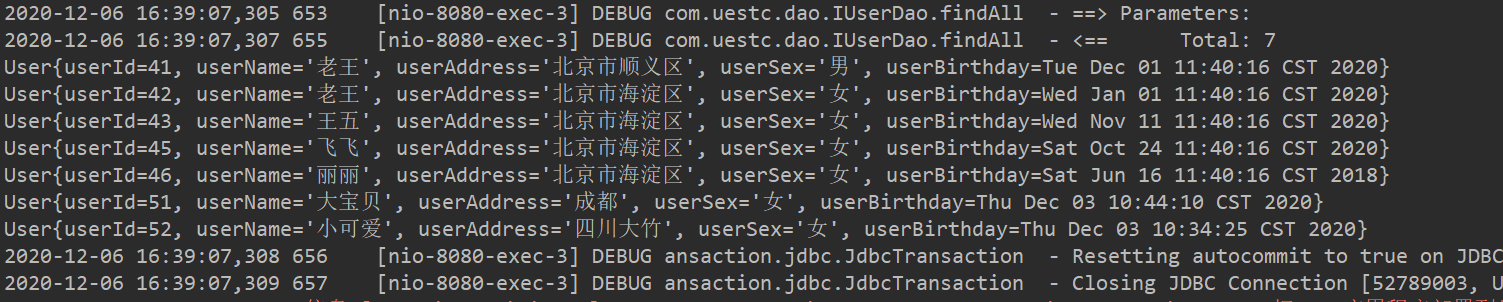 2020-12-06 16:39:07,305 653    [nio-8080-exec-3] DEBUG com.uestc.dao.IUserDao.findAll  - ==> Parameters:
2020-12-06 16:39:07,307 655    [nio-8080-exec-3] DEBUG com.uestc.dao.IUserDao.findAll  - <==      Total: 7
User{userId=41, userName='老王', userAddress='北京市顺义区', userSex='男', userBirthday=Tue Dec 01 11:40:16 CST 2020}
User{userId=42, userName='老王', userAddress='北京市海淀区', userSex='女', userBirthday=Wed Jan 01 11:40:16 CST 2020}
User{userId=43, userName='王五', userAddress='北京市海淀区', userSex='女', userBirthday=Wed Nov 11 11:40:16 CST 2020}
User{userId=45, userName='飞飞', userAddress='北京市海淀区', userSex='女', userBirthday=Sat Oct 24 11:40:16 CST 2020}
User{userId=46, userName='丽丽', userAddress='北京市海淀区', userSex='女', userBirthday=Sat Jun 16 11:40:16 CST 2018}
User{userId=51, userName='大宝贝', userAddress='成都', userSex='女', userBirthday=Thu Dec 03 10:44:10 CST 2020}
User{userId=52, userName='小可爱', userAddress='四川大竹', userSex='女', userBirthday=Thu Dec 03 10:34:25 CST 2020}
2020-12-06 16:39:07,308 656    [nio-8080-exec-3] DEBUG ansaction.jdbc.JdbcTransaction  - Resetting autocommit to true on JDBC
2020-12-06 16:39:07,309 657    [nio-8080-exec-3] DEBUG ansaction.jdbc.JdbcTransaction  - Closing JDBC Connection [52789003, U